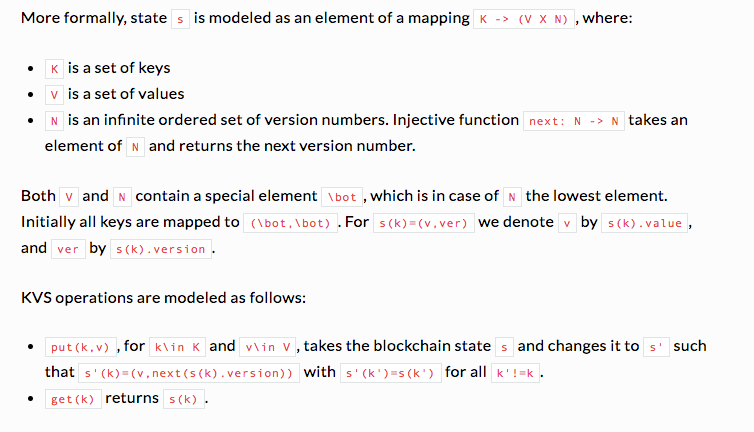 More formally, state s is modeled as an element of a mapping K -> (V X N) , where:
• K is a set of keys
• V is a set of values
• N is an infinite ordered set of version numbers. Injective function next: N -> N takes an
element of N and returns the next version number.
Both V and N contain a special element \bot , which is in case of N the lowest element.
Initially all keys are mapped to (\bot,\bot) . For s(k)=(v,ver) we denote v by s(k).value ,
and ver by s(k).version .
KVS operations are modeled as follows:
• put(k,v) , for k\in K and v\in V , takes the blockchain state s and changes it to s' such
that s'(k)=(v,next(s(k).version)) with s'(k')=s(k') for all k'!=k .
• get(k) returns s(k) .